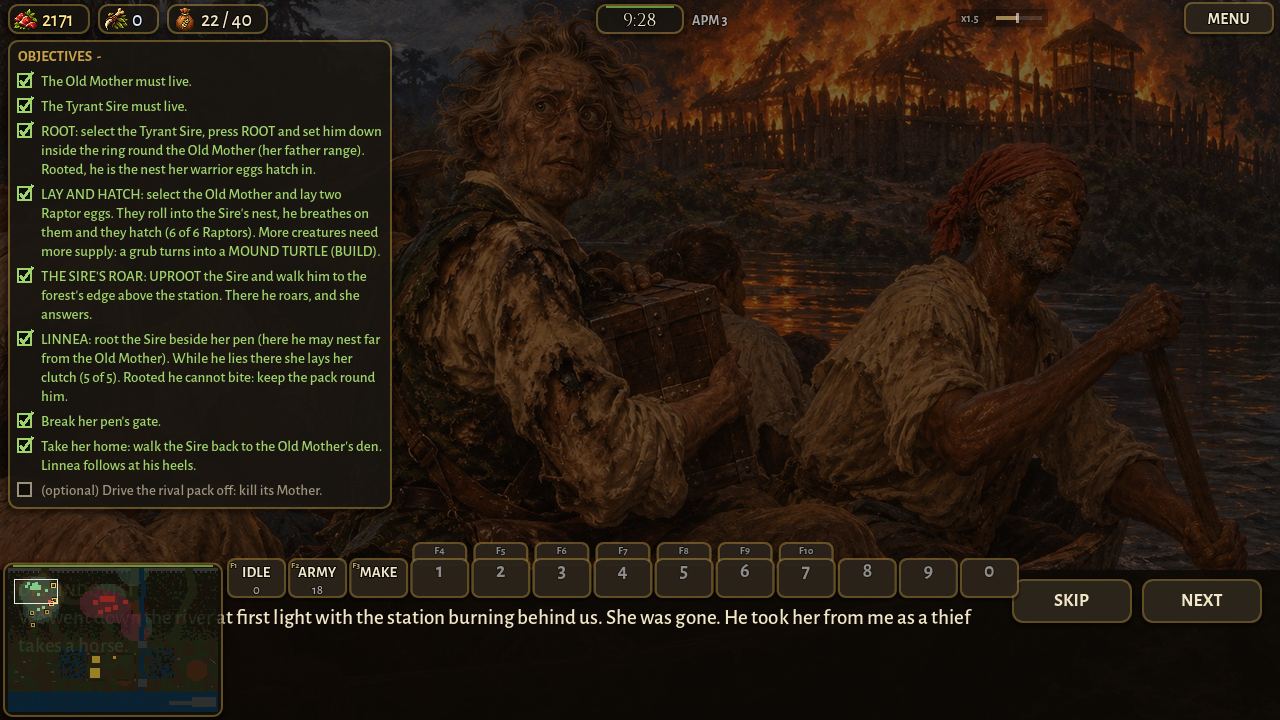 2171
0
22/40
9:28
APM 3
x1.5
MENU
OBJECTIVES -
The Old Mother must live.
The Tyrant Sire must live.
ROOT: select the Tyrant Sire, press ROOT and set him down
inside the ring round the Old Mother (her father range).
Rooted, he is the nest her warrior eggs hatch in.
LAY AND HATCH: select the Old Mother and lay two
Raptor eggs. They roll into the Sire's nest, he breathes on
them and they hatch (6 of 6 Raptors). More creatures need
more supply: a grub turns into a MOUND TURTLE (BUILD).
THE SIRE'S ROAR: UPROOT the Sire and walk him to the
forest's edge above the station. There he roars, and she
answers.
LINNEA: root the Sire beside her pen (here he may nest far
from the Old Mother). While he lies there she lays her
clutch (5 of 5). Rooted he cannot bite: keep the pack round
him.
Break her pen's gate.
Take her home: walk the Sire back to the Old Mother's den.
Linnea follows at his heels.
(optional) Drive the rival pack off: kill its Mother.
F4 F5 F6 F7 F8 F9 F10
F1 IDLE F2 ARMY F3 MAKE 1 2 3 4 5 6 7 8 9 0
0 18
SKIP
NEXT
went down the river at first light with the station burning behind us. She was gone. He took her from me as a thief
takes a horse.